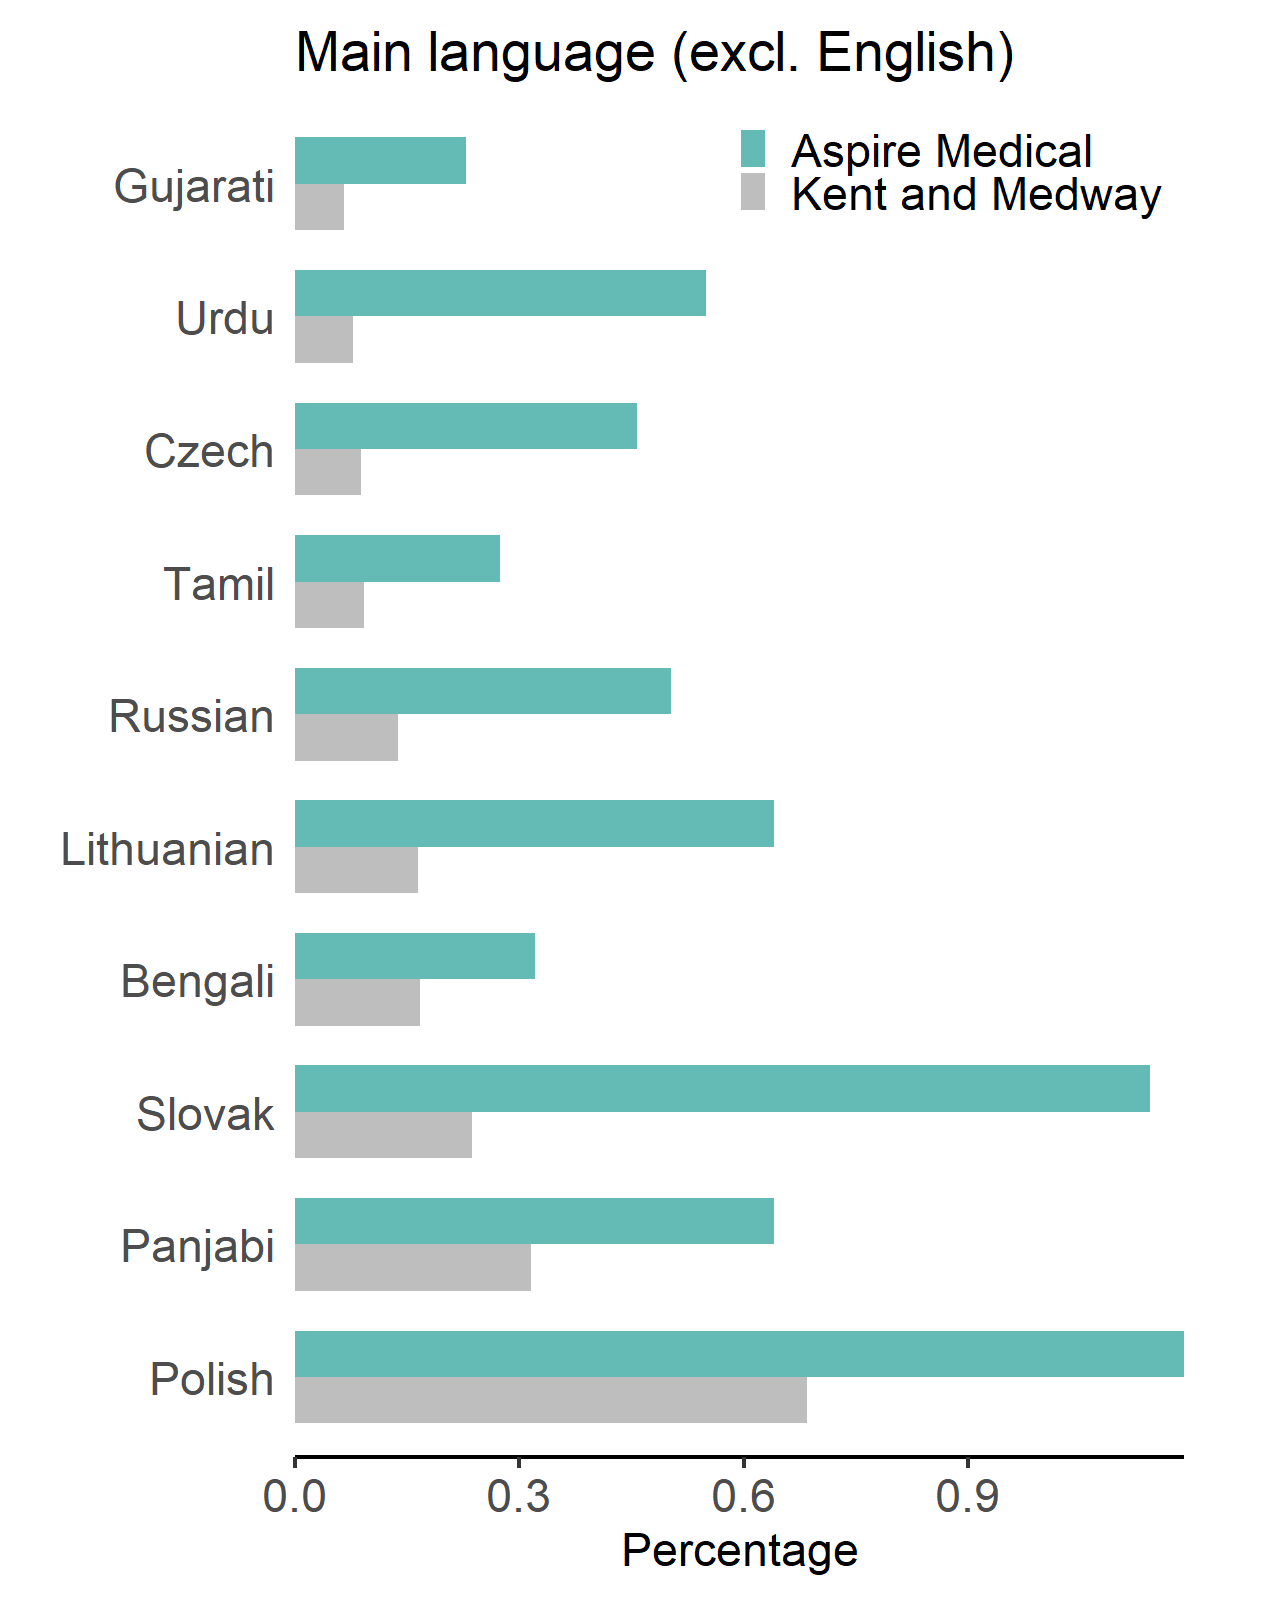 Main language (excl. English)
Aspire Medical
Kent and Medway
Gujarati
Urdu
Czech
Tamil
Russian
Lithuanian
Bengali
Slovak
Panjabi
Polish
0.0 0.3 0.6 0.9
Percentage